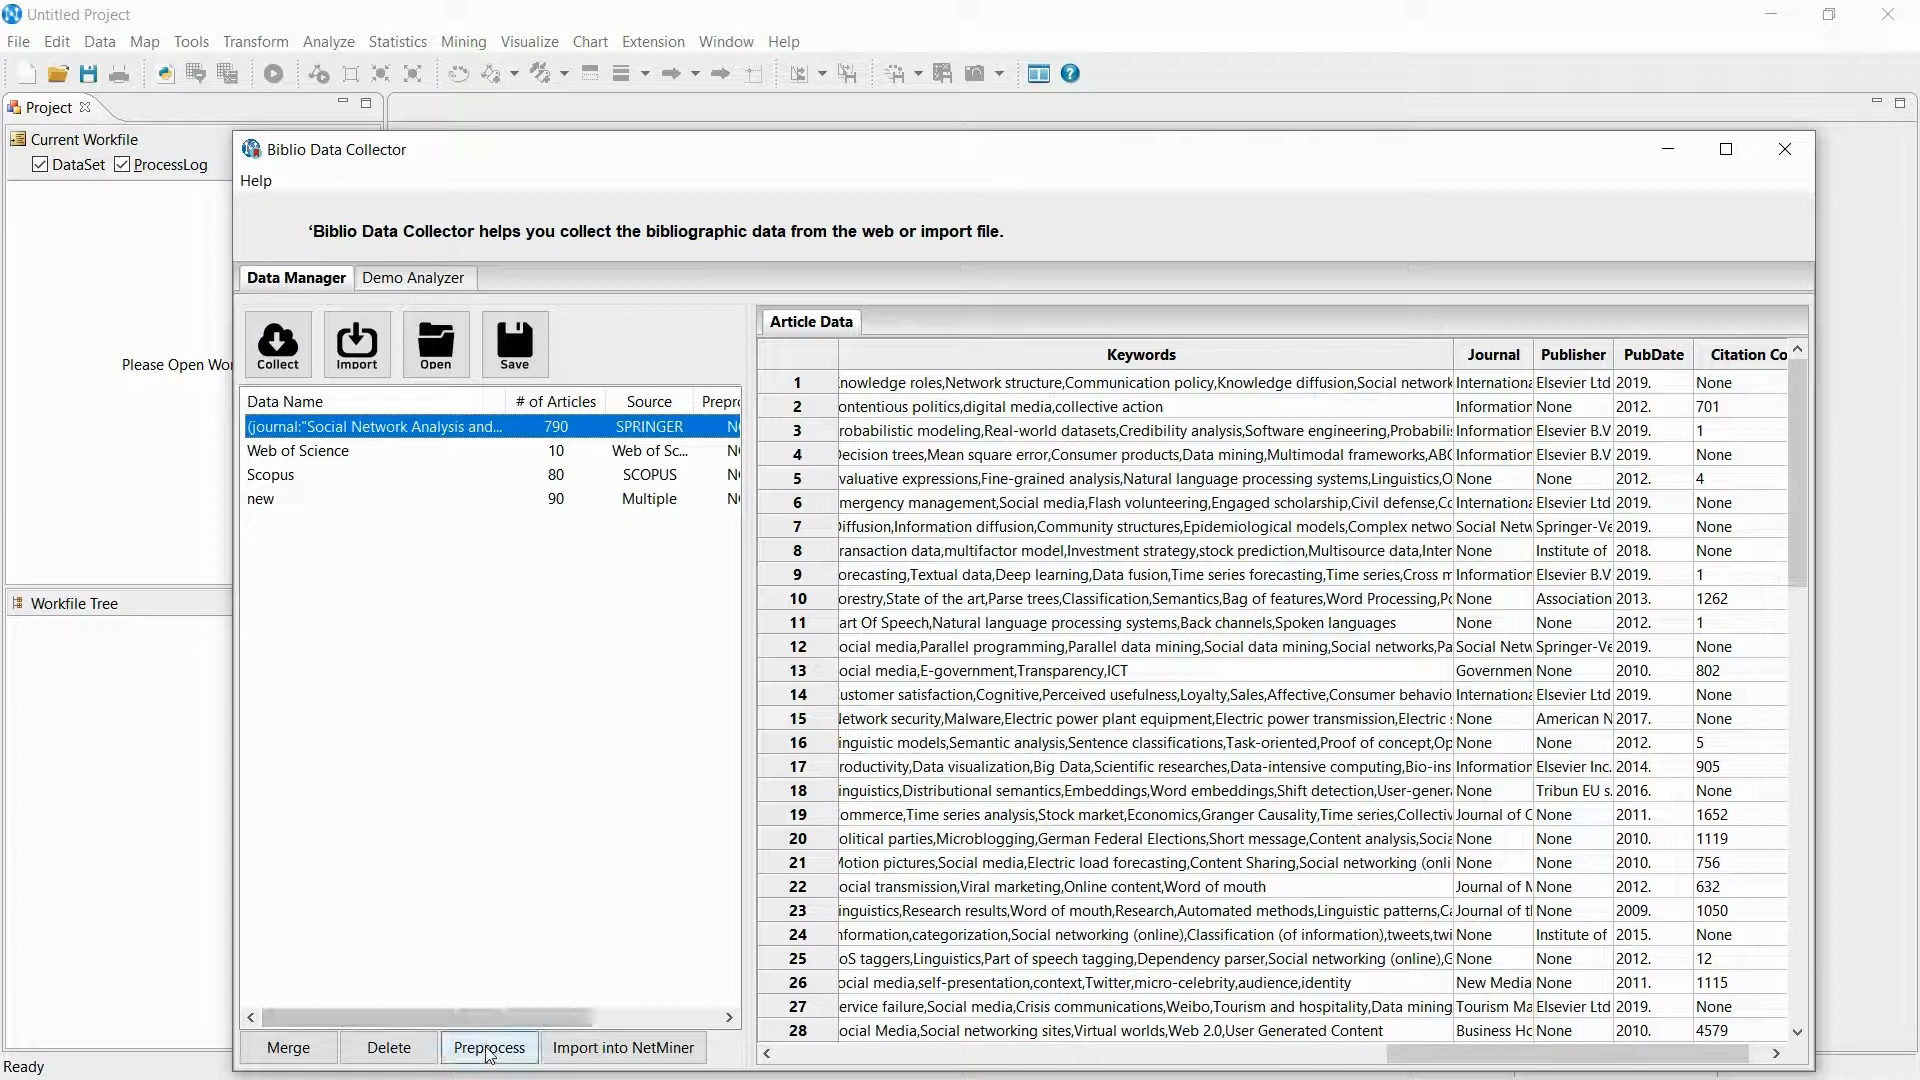 Untitled Project
File Edit Data Map Tools Transform Analyze Statistics Mining Visualize Chart Extension Window Help
Project
Current Workfile
DataSet ProcessLog
Please Open Wor
Workfile Tree
Ready
Biblio Data Collector
Help
'Biblio Data Collector helps you collect the bibliographic data from the web or import file.
Data Manager Demo Analyzer
Collect Import Open Save
Data Name # of Articles Source Prepro
(journal:"Social Network Analysis and... 790 SPRINGER
Web of Science 10 Web of Sc...
Scopus 80 SCOPUS
new 90 Multiple
Merge Delete Preprocess Import into NetMiner
Article Data
Keywords Journal Publisher PubDate Citation Co
1 nowledge roles,Network structure,Communication policy,Knowledge diffusion,Social network Internationa Elsevier Ltd 2019. None
2 ontentious politics,digital media,collective action Information None 2012. 701
3 robabilistic modeling,Real-world datasets,Credibility analysis,Software engineering,Probabili Information Elsevier B.V 2019. 1
4 ecision trees,Mean square error,Consumer products,Data mining,Multimodal frameworks,ABC Information Elsevier B.V 2019. None
5 valuative expressions,Fine-grained analysis,Natural language processing systems,Linguistics,O None None 2012. 4
6 mergency management,Social media,Flash volunteering,Engaged scholarship,Civil defense,Co Internationa Elsevier Ltd 2019. None
7 iffusion,Information diffusion,Community structures,Epidemiological models,Complex netwo Social Netw Springer-Ve 2019. None
8 ransaction data,multifactor model,Investment strategy,stock prediction,Multisource data,Inter None Institute of 2018. None
9 orecasting,Textual data,Deep learning,Data fusion,Time series forecasting,Time series,Cross m Information Elsevier B.V 2019. 1
10 orestry,State of the art,Parse trees,Classification,Semantics,Bag of features,Word Processing,Po None Association 2013. 1262
11 art Of Speech,Natural language processing systems,Back channels,Spoken languages None None 2012. 1
12 ocial media,Parallel programming,Parallel data mining,Social data mining,Social networks,Pa Social Netw Springer-Ve 2019. None
13 ocial media,E-government,Transparency,ICT Governmen None 2010. 802
14 ustomer satisfaction,Cognitive,Perceived usefulness,Loyalty,Sales,Affective,Consumer behavio Internationa Elsevier Ltd 2019. None
15 etwork security,Malware,Electric power plant equipment,Electric power transmission,Electric None American N 2017. None
16 inguistic models,Semantic analysis,Sentence classifications,Task-oriented,Proof of concept,Op None None 2012. 5
17 roductivity,Data visualization,Big Data,Scientific researches,Data-intensive computing,Bio-ins Information Elsevier Inc. 2014. 905
18 inguistics,Distributional semantics,Embeddings,Word embeddings,Shift detection,User-gener None Tribun EU s. 2016. None
19 ommerce,Time series analysis,Stock market,Economics,Granger Causality,Time series,Collectiv Journal of C None 2011. 1652
20 olitical parties,Microblogging,German Federal Elections,Short message,Content analysis,Socia None None 2010. 1119
21 otion pictures,Social media,Electric load forecasting,Content Sharing,Social networking (onli None None 2010. 756
22 ocial transmission,Viral marketing,Online content,Word of mouth Journal of M None 2012. 632
23 inguistics,Research results,Word of mouth,Research,Automated methods,Linguistic patterns,Ca Journal of t None 2009. 1050
24 nformation,categorization,Social networking (online),Classification (of information),tweets,twi None Institute of 2015. None
25 oS taggers,Linguistics,Part of speech tagging,Dependency parser,Social networking (online),G None None 2012. 12
26 ocial media,self-presentation,context,Twitter,micro-celebrity,audience,identity New Media None 2011. 1115
27 ervice failure,Social media,Crisis communications,Weibo,Tourism and hospitality,Data mining Tourism Ma Elsevier Ltd 2019. None
28 ocial Media,Social networking sites,Virtual worlds,Web 2.0,User Generated Content Business Ho None 2010. 4579